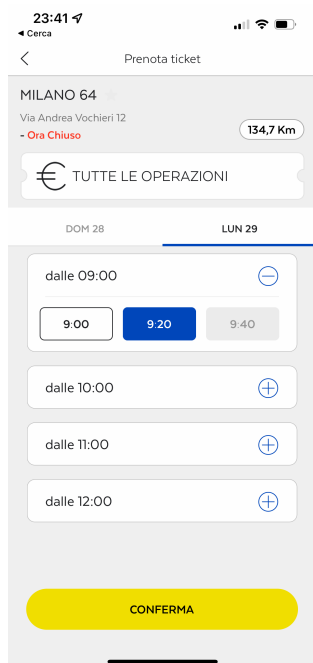 23:41
Cerca
Prenota ticket
MILANO 64
Via Andrea Vochieri 12
- Ora Chiuso
134,7 Km
€ TUTTE LE OPERAZIONI
DOM 28
LUN 29
dalle 09:00
9:00
9:20
9:40
dalle 10:00
dalle 11:00
dalle 12:00
CONFERMA